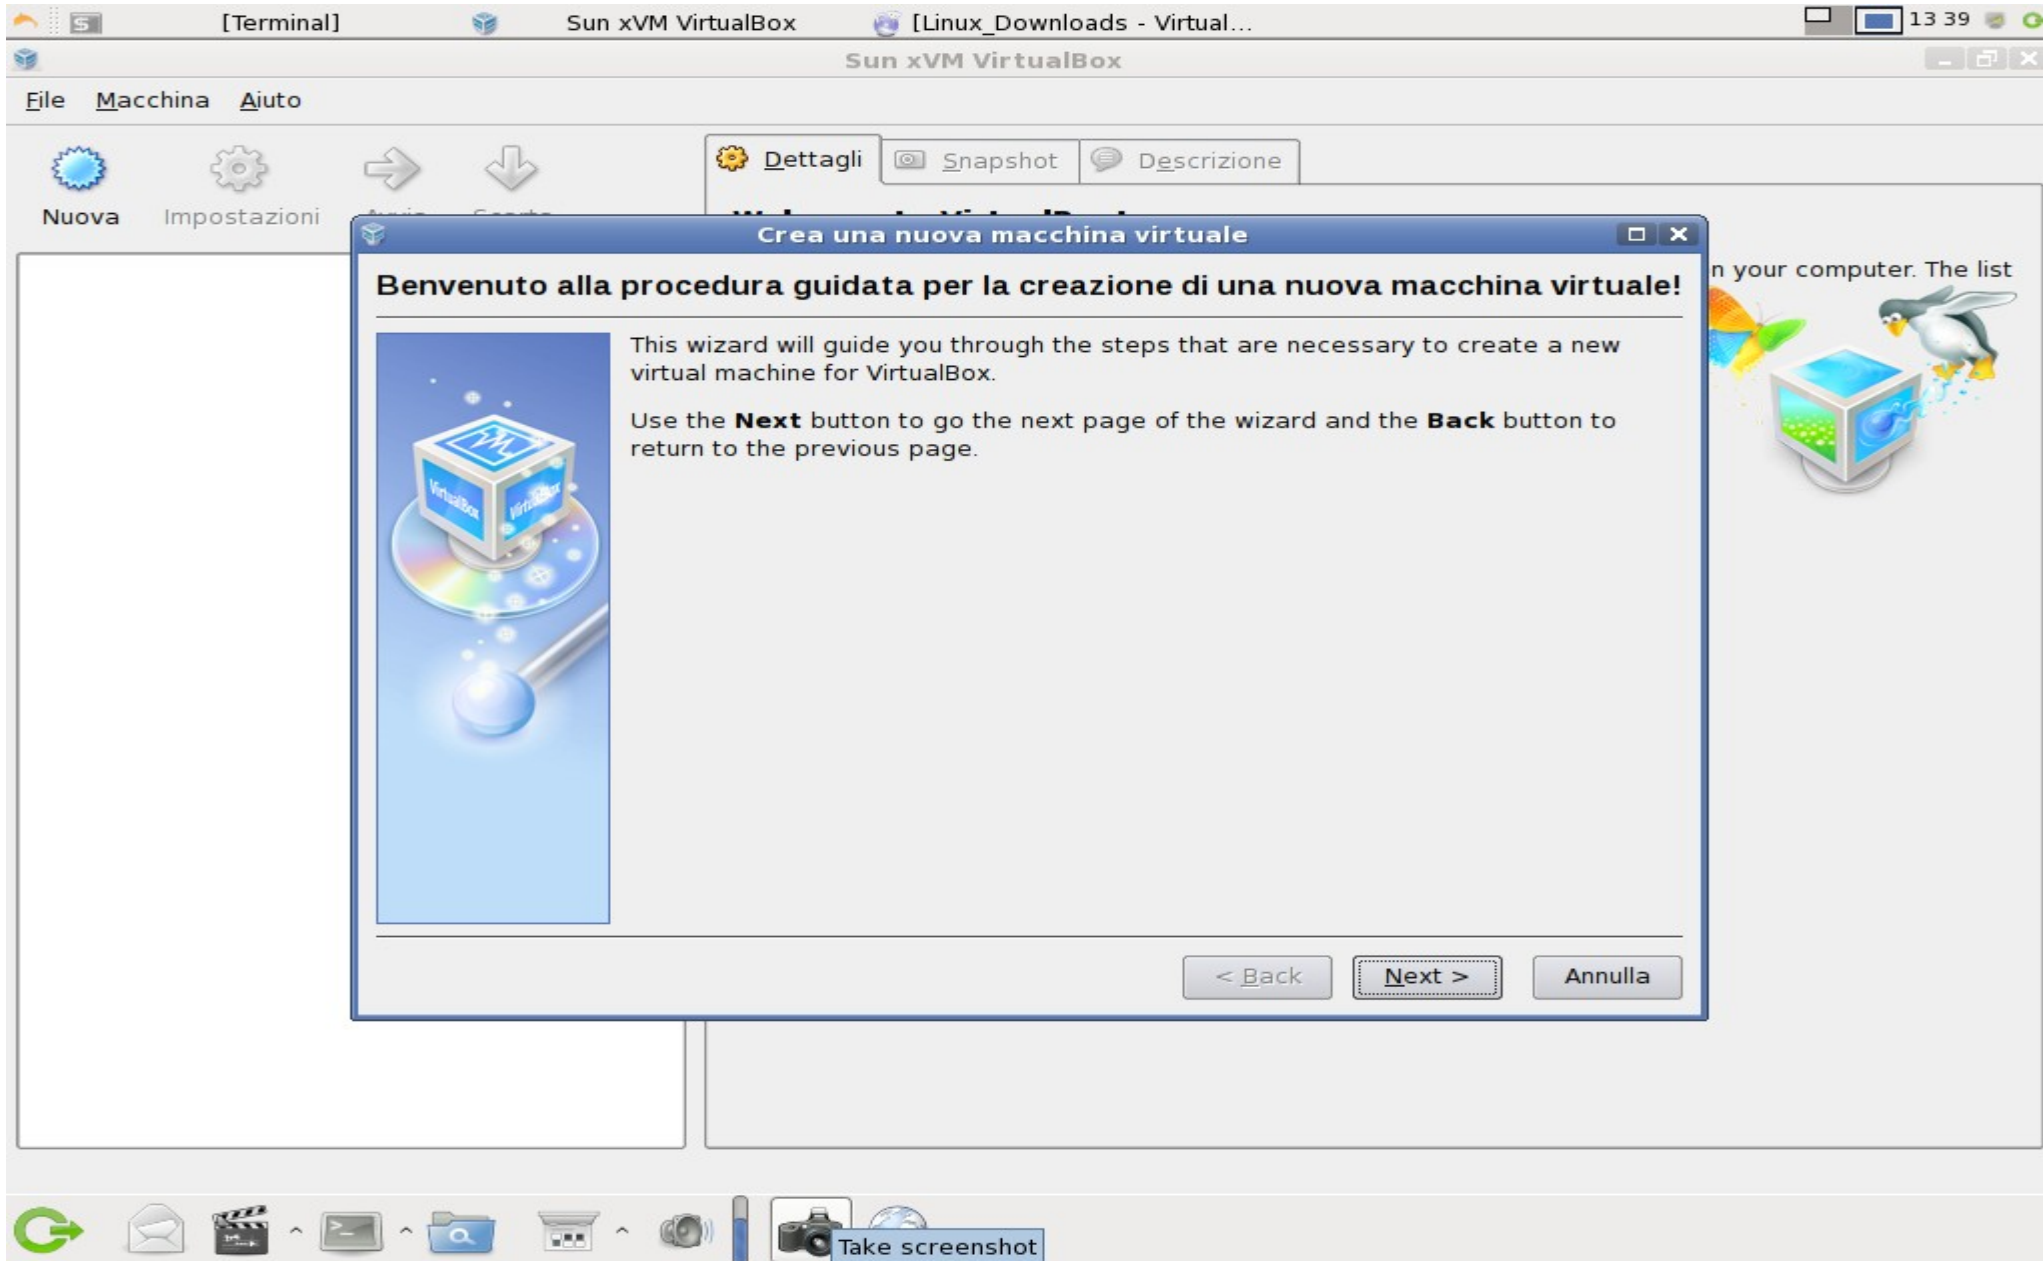 [Terminal]
Sun xVM VirtualBox
[Linux_Downloads - Virtual...
13 39
Sun xVM VirtualBox
File Macchina Aiuto
Dettagli
Snapshot
Descrizione
Nuova
Impostazioni
Crea una nuova macchina virtuale
Benvenuto alla procedura guidata per la creazione di una nuova macchina virtuale!
n your computer. The list
This wizard will guide you through the steps that are necessary to create a new
virtual machine for VirtualBox.
Use the Next button to go the next page of the wizard and the Back button to
return to the previous page.
VirtualBox
VirtualBox
< Back
Next >
Annulla
Take screenshot